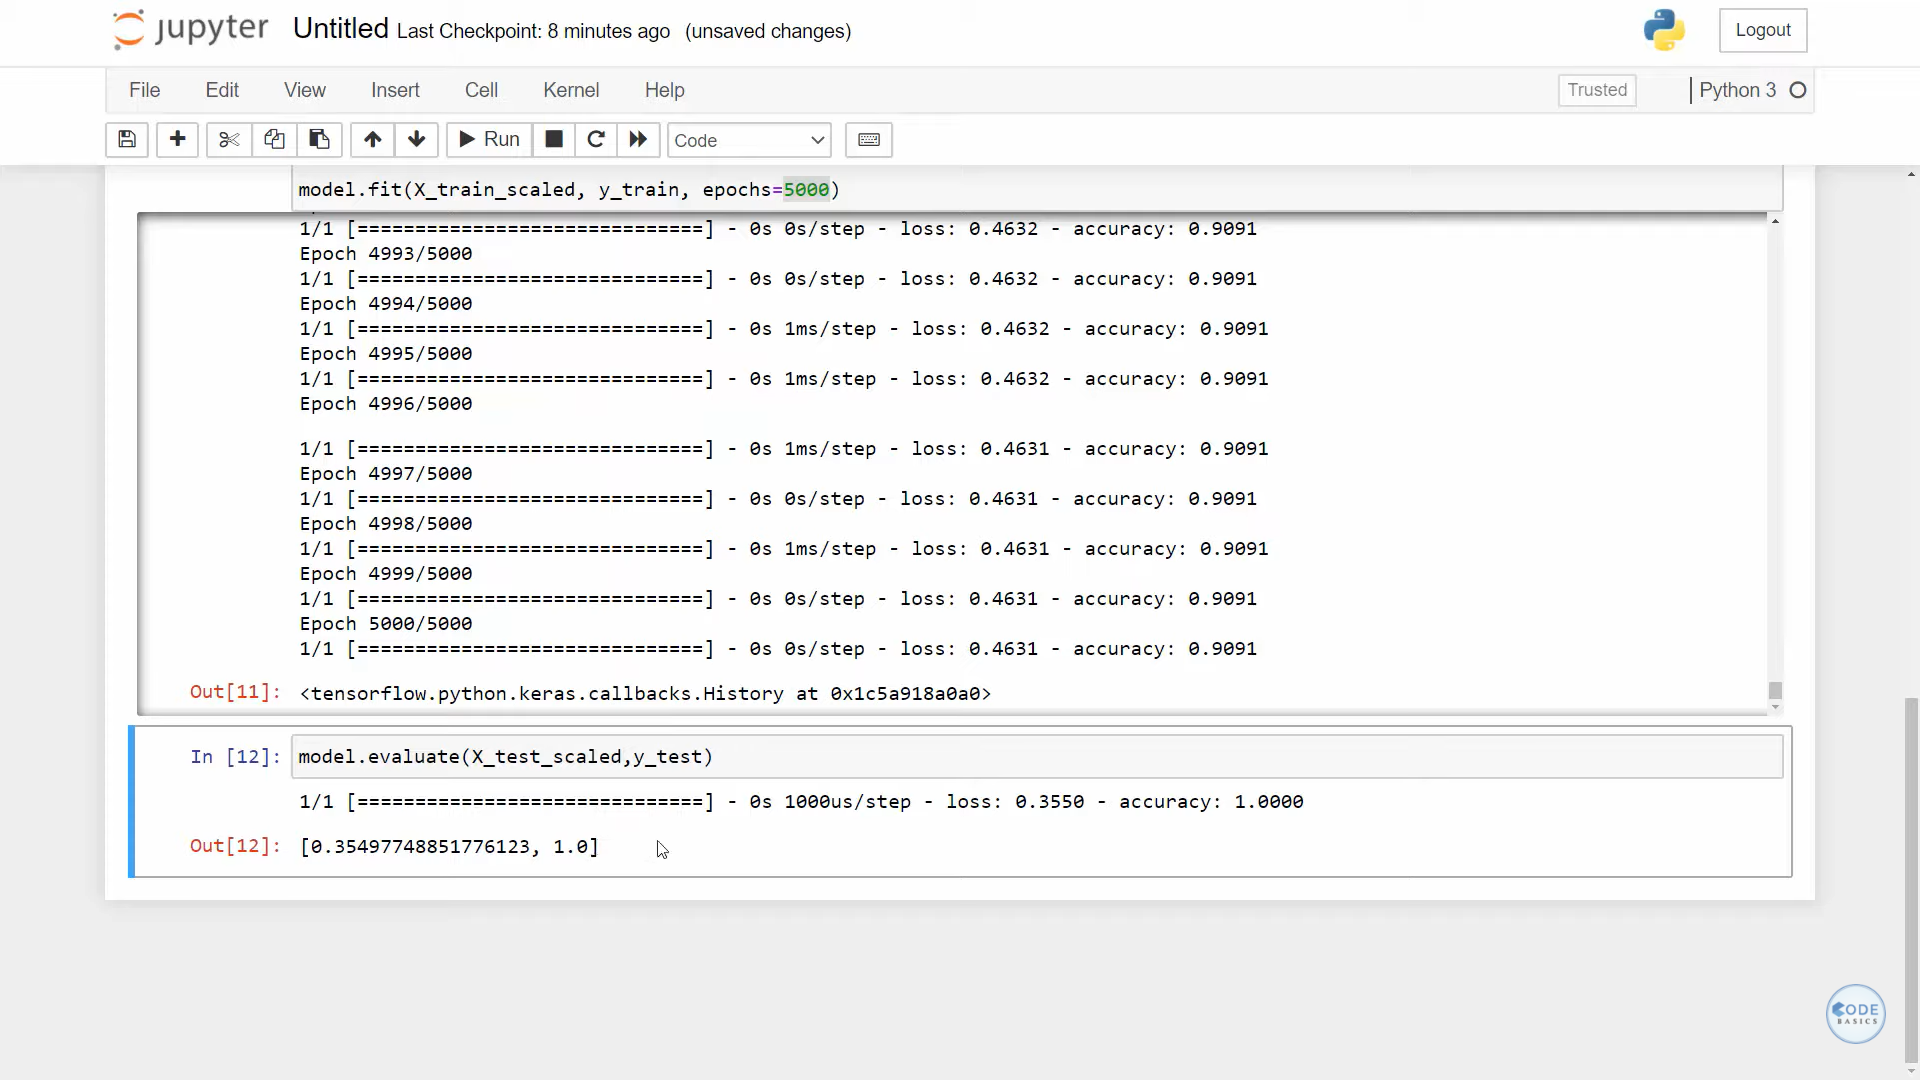 jupyter Untitled Last Checkpoint: 8 minutes ago (unsaved changes) Logout
File Edit View Insert Cell Kernel Help Trusted Python 3
Run Code
model.fit(X_train_scaled, y_train, epochs=5000)
1/1 [==============================] - 0s 0s/step - loss: 0.4632 - accuracy: 0.9091
Epoch 4993/5000
1/1 [==============================] - 0s 0s/step - loss: 0.4632 - accuracy: 0.9091
Epoch 4994/5000
1/1 [==============================] - 0s 1ms/step - loss: 0.4632 - accuracy: 0.9091
Epoch 4995/5000
1/1 [==============================] - 0s 1ms/step - loss: 0.4632 - accuracy: 0.9091
Epoch 4996/5000
1/1 [==============================] - 0s 1ms/step - loss: 0.4631 - accuracy: 0.9091
Epoch 4997/5000
1/1 [==============================] - 0s 0s/step - loss: 0.4631 - accuracy: 0.9091
Epoch 4998/5000
1/1 [==============================] - 0s 1ms/step - loss: 0.4631 - accuracy: 0.9091
Epoch 4999/5000
1/1 [==============================] - 0s 0s/step - loss: 0.4631 - accuracy: 0.9091
Epoch 5000/5000
1/1 [==============================] - 0s 0s/step - loss: 0.4631 - accuracy: 0.9091
Out[11]: <tensorflow.python.keras.callbacks.History at 0x1c5a918a0a0>
In [12]: model.evaluate(X_test_scaled,y_test)
1/1 [==============================] - 0s 1000us/step - loss: 0.3550 - accuracy: 1.0000
Out[12]: [0.35497748851776123, 1.0]
CODE
BASICS